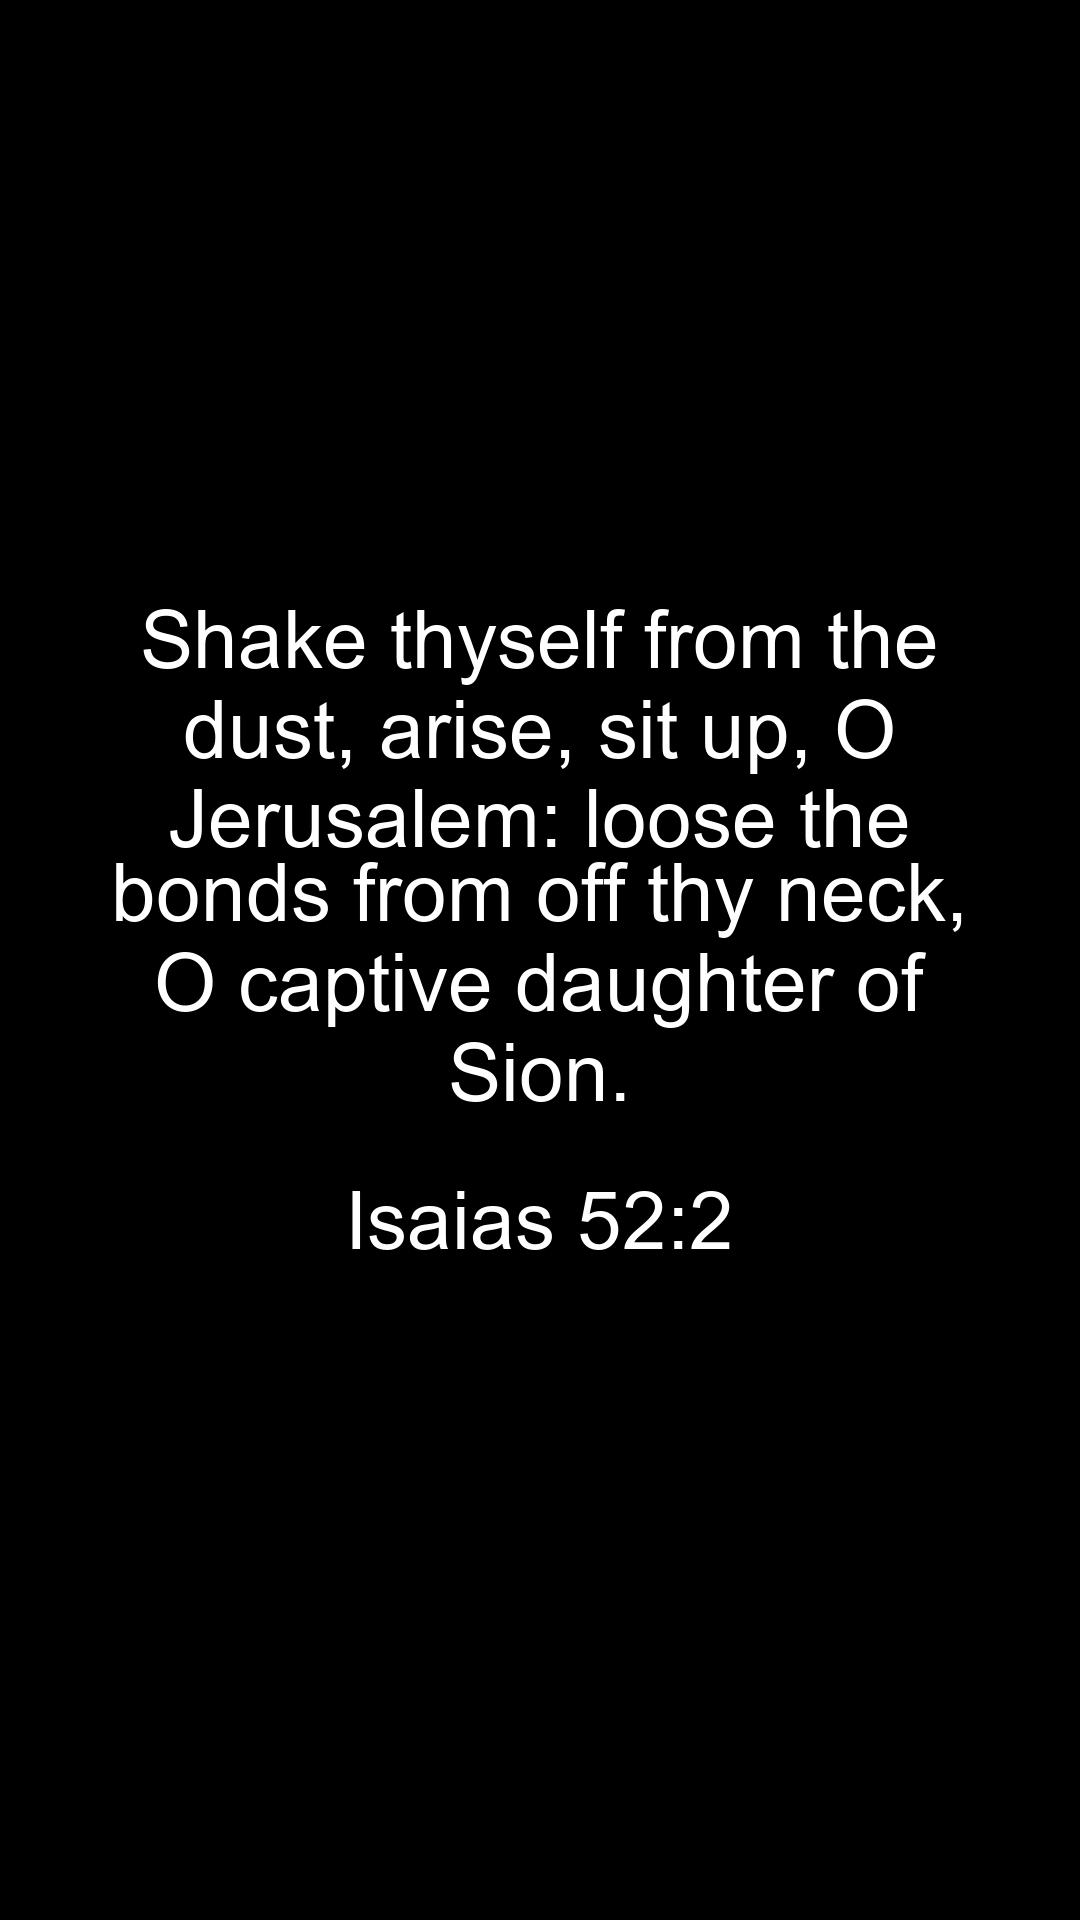 Shake thyself from the
dust, arise, sit up, O
Jerusalem: loose the
bonds from off thy neck,
O captive daughter of
Sion.
Isaias 52:2